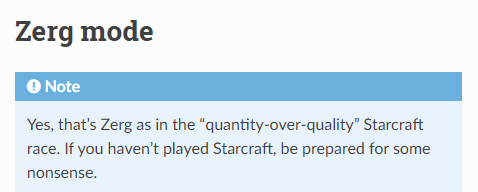 Zerg mode
Note
Yes, that’s Zerg as in the “quantity-over-quality” Starcraft
race. If you haven’t played Starcraft, be prepared for some
nonsense.